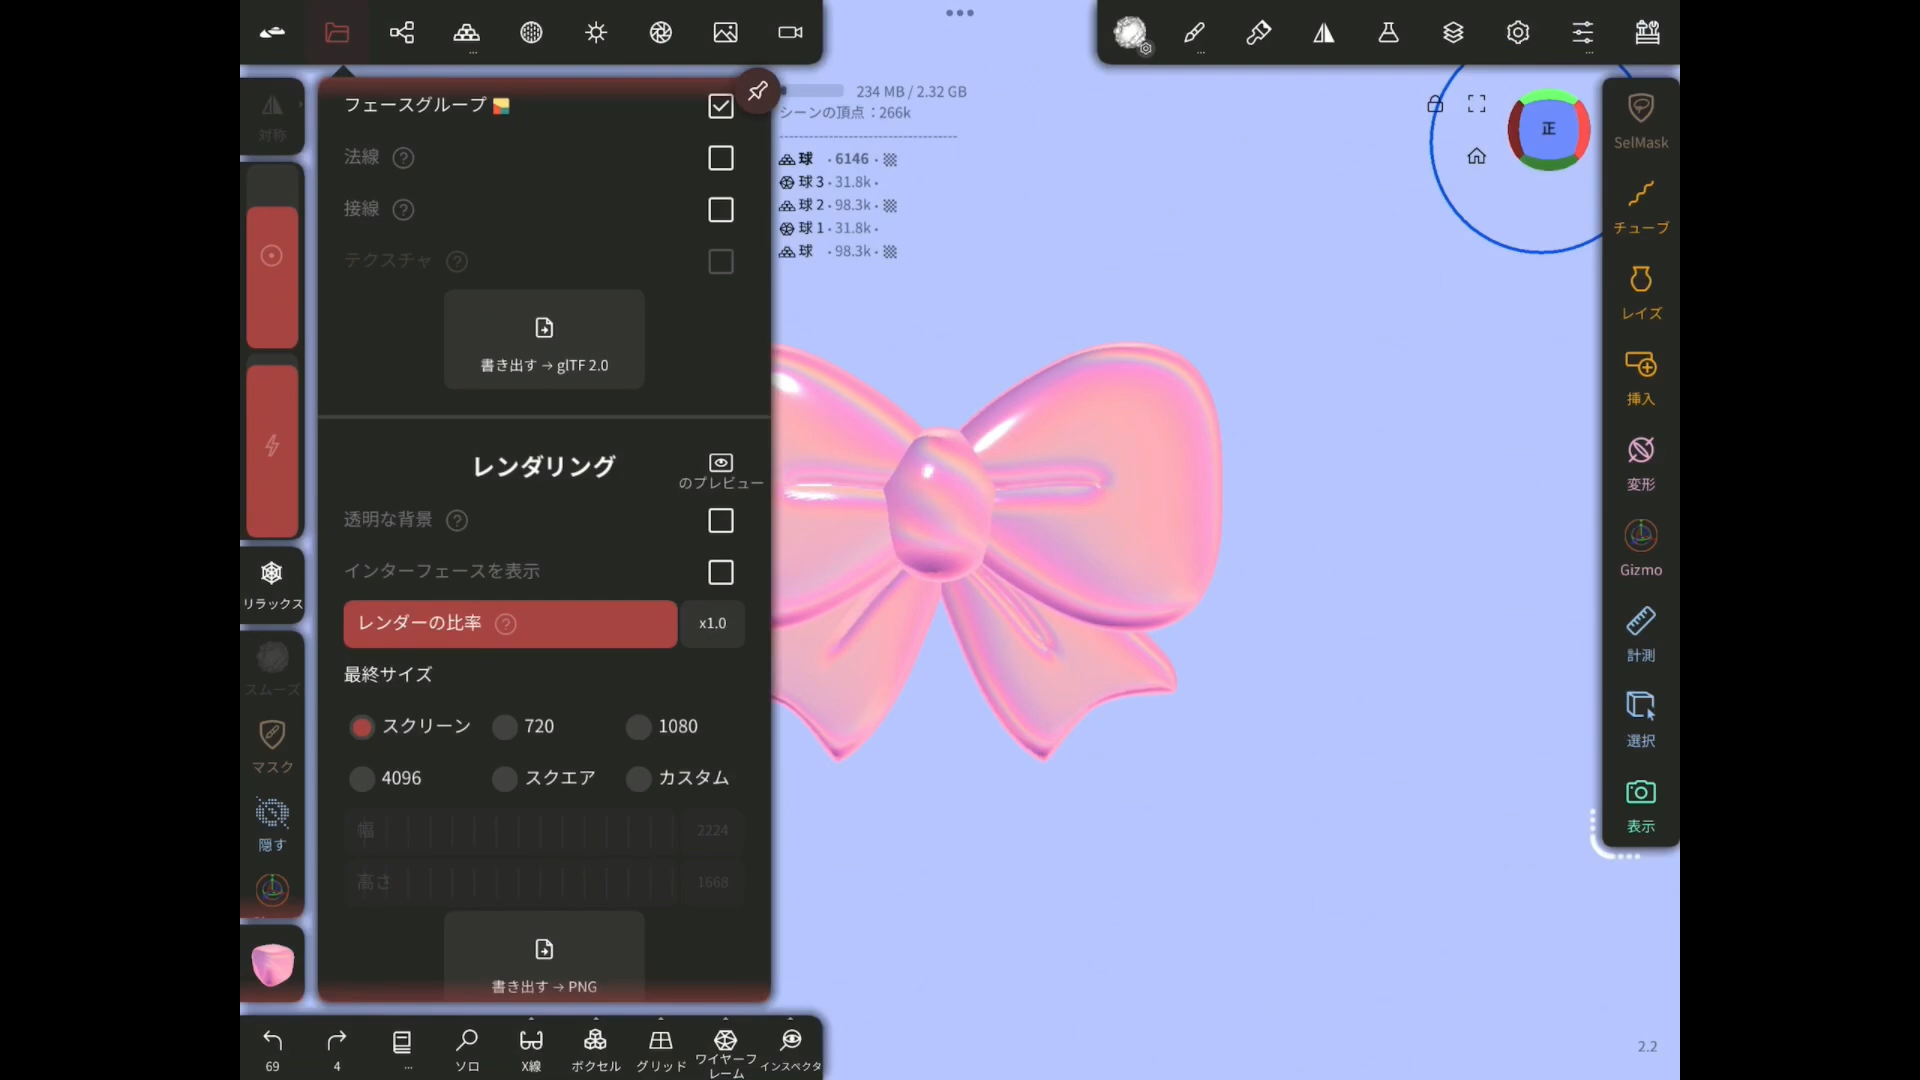 フェースグループ
法線 ?
接線 ?
テクスチャ ?
書き出す → glTF 2.0
レンダリング
のプレビュー
透明な背景 ?
インターフェースを表示
レンダーの比率 ?
x1.0
最終サイズ
スクリーン
720
1080
4096
スクエア
カスタム
幅
2224
高さ
1668
書き出す → PNG
対称
リラックス
スムーズ
マスク
隠す
234 MB / 2.32 GB
シーンの頂点 : 266k
球 · 6146 ·
球 3 · 31.8k ·
球 2 · 98.3k ·
球 1 · 31.8k ·
球 · 98.3k ·
正
SelMask
チューブ
レイズ
挿入
変形
Gizmo
計測
選択
表示
69
4
...
ソロ
X線
ボクセル
グリッド
ワイヤーフ
レーム
インスペクタ
2.2